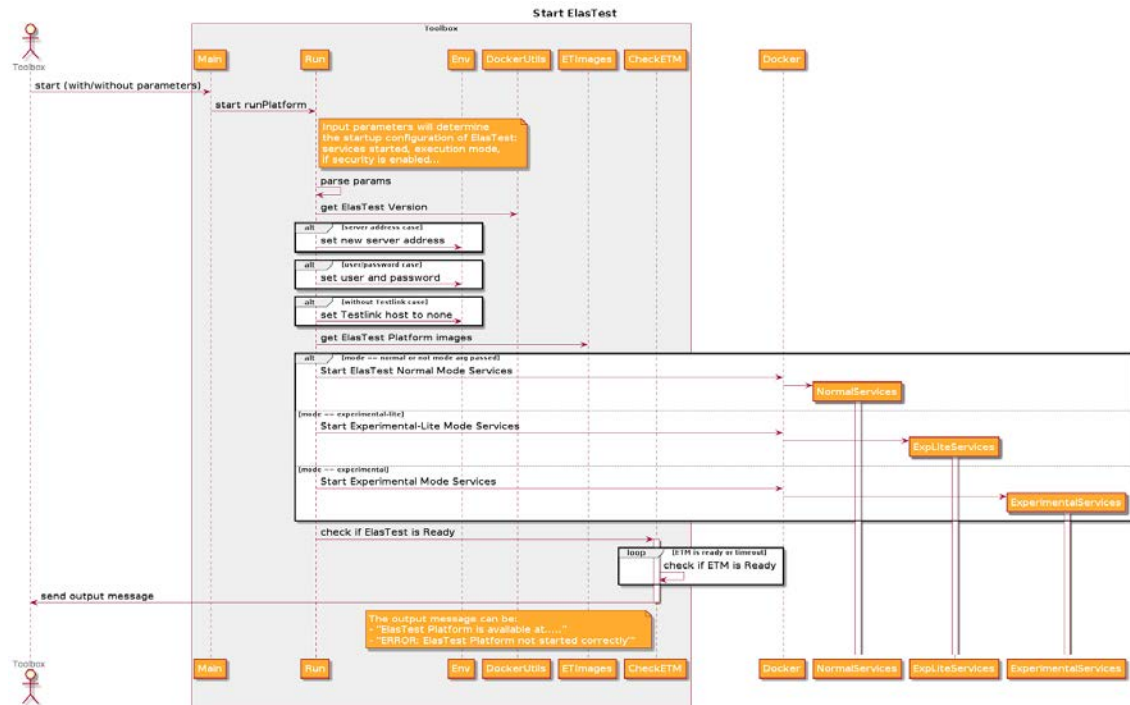 Start ElasTest
Toolbox
Toolbox
Main
Run
Env
DockerUtils
ETImages
CheckETM
Docker
start (with/without parameters)
start runPlatform
Input parameters will determine
the startup configuration of ElasTest:
services started, execution mode,
if security is enabled...
parse params
get ElasTest Version
alt [server address case]
set new server address
alt [user/password case]
set user and password
alt [without Testlink case]
set Testlink host to none
get ElasTest Platform images
alt [mode == normal or not mode arg passed]
Start ElasTest Normal Mode Services
NormalServices
[mode == experimental-lite]
Start Experimental-Lite Mode Services
ExpLiteServices
[mode == experimental]
Start Experimental Mode Services
ExperimentalServices
check if ElasTest is Ready
loop [ETM is ready or timeout]
check if ETM is Ready
send output message
The output message can be:
- "ElasTest Platform is available at....."
- "ERROR: ElasTest Platform not started correctly'"
Toolbox
Main
Run
Env
DockerUtils
ETImages
CheckETM
Docker
NormalServices
ExpLiteServices
ExperimentalServices